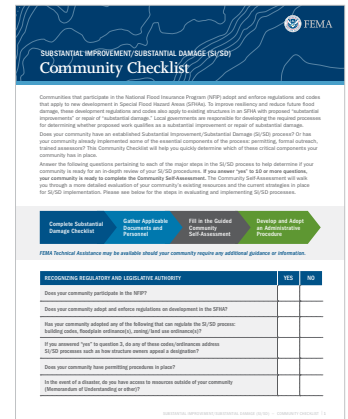 FEMA
SUBSTANTIAL IMPROVEMENT/SUBSTANTIAL DAMAGE (SI/SD)
Community Checklist
Communities that participate in the National Flood Insurance Program (NFIP) adopt and enforce regulations and codes
that apply to new development in Special Flood Hazard Areas (SFHAs). To improve resiliency and reduce future flood
damage, these development regulations and codes also apply to existing structures in an SFHA with proposed "substantial
improvements" or repair of "substantial damage." Local governments are responsible for developing the required processes
for determining whether proposed work qualifies as a substantial improvement or repair of substantial damage.
Does your community have an established Substantial Improvement/Substantial Damage (SI/SD) process? Or has
your community already implemented some of the essential components of the process: permitting, formal outreach,
trained assessors? This Community Checklist will help you quickly determine which of these components your
community has in place.
Answer the following questions pertaining to each of the major steps in the SI/SD process to help determine if your
community is ready for an in-depth review of your SI/SD procedures. If you answer "yes" to 10 or more questions,
your community is ready to complete the Community Self-Assessment. The Community Self-Assessment will walk
you through a more detailed evaluation of your community's existing resources and the current strategies in place
for SI/SD implementation. Please see below for the steps in evaluating and implementing SI/SD processes.
Complete Substantial
Damage Checklist
Gather Applicable
Documents and
Personnel
Fill in the Guided
Community
Self-Assessment
Develop and Adopt
an Administrative
Procedure
FEMA Technical Assistance may be available should your community require any additional guidance or information.
RECOGNIZING REGULATORY AND LEGISLATIVE AUTHORITY YES NO
Does your community participate in the NFIP?
Does your community adopt and enforce regulations on development in the SFHA?
Has your community adopted any of the following that can regulate the SI/SD process:
building codes, floodplain ordinance(s), zoning/land use ordinance(s)?
If you answered "yes" to question 3, do any of these codes/ordinances address
SI/SD processes such as how structure owners appeal a designation?
Does your community have permitting procedures in place?
In the event of a disaster, do you have access to resources outside of your community
(Memorandum of Understanding or other)?